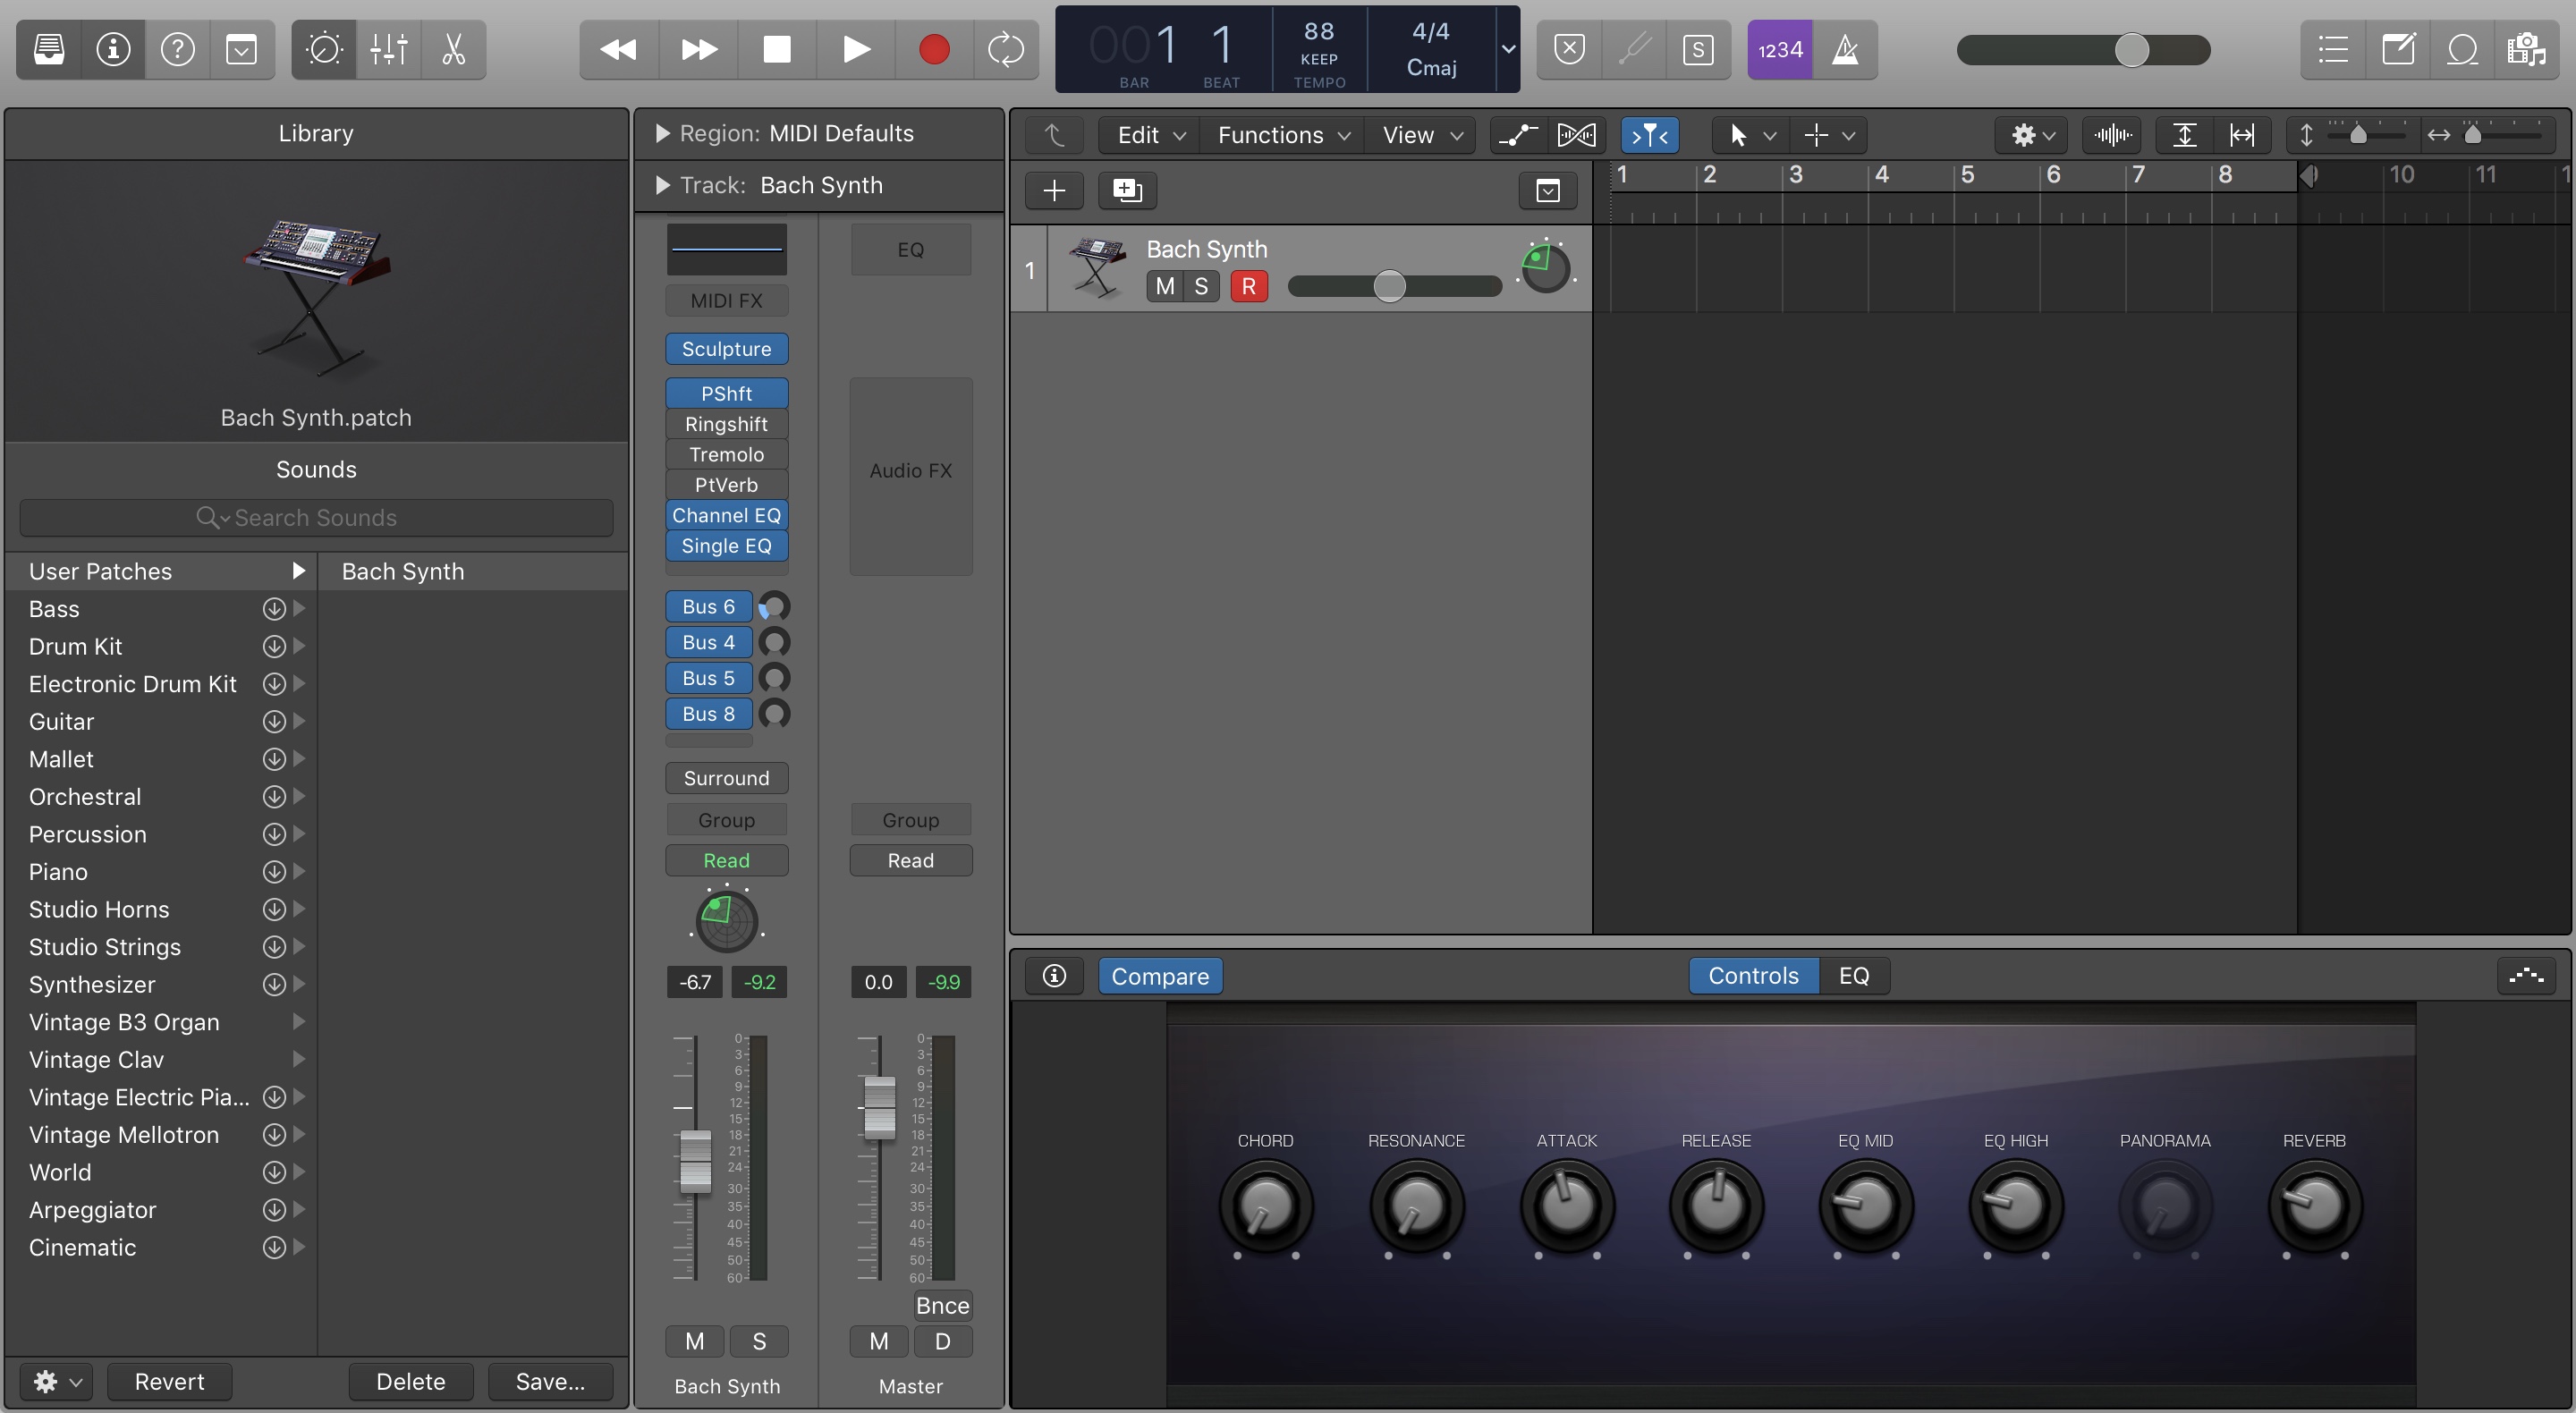 001 1
BAR BEAT
88
KEEP
TEMPO
4/4
Cmaj
S
1234
Library
Bach Synth.patch
Sounds
Search Sounds
User Patches
Bass
Drum Kit
Electronic Drum Kit
Guitar
Mallet
Orchestral
Percussion
Piano
Studio Horns
Studio Strings
Synthesizer
Vintage B3 Organ
Vintage Clav
Vintage Electric Pia...
Vintage Mellotron
World
Arpeggiator
Cinematic
Bach Synth
Revert
Delete
Save...
Region: MIDI Defaults
Track: Bach Synth
MIDI FX
Sculpture
PShft
Ringshift
Tremolo
PtVerb
Channel EQ
Single EQ
Bus 6
Bus 4
Bus 5
Bus 8
Surround
Group
Read
-6.7 -9.2
0
3
6
9
12
15
18
21
24
30
35
40
45
50
60
M S
Bach Synth
EQ
Audio FX
Group
Read
0.0 -9.9
0
3
6
9
12
15
18
21
24
30
35
40
45
50
60
Bnce
M D
Master
Edit Functions View
1 2 3 4 5 6 7 8 9 10 11 1
1
Bach Synth
M S R
Compare
Controls EQ
CHORD RESONANCE ATTACK RELEASE EQ MID EQ HIGH PANORAMA REVERB